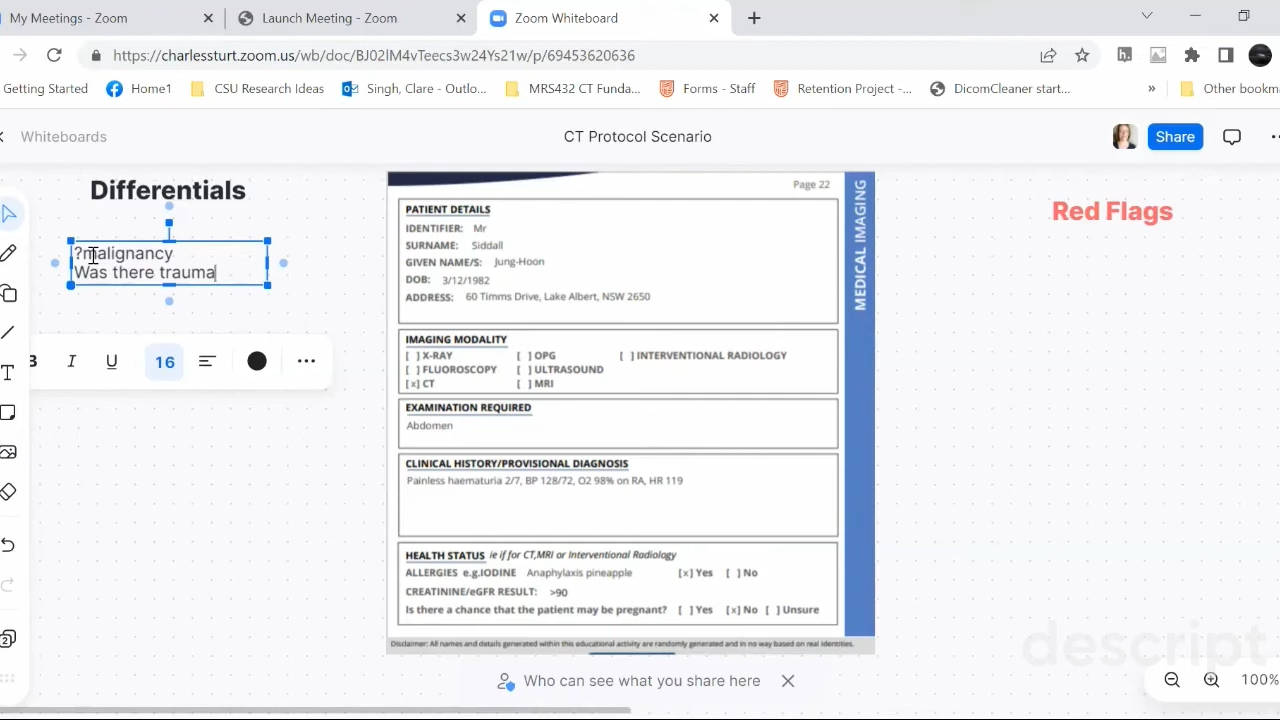 My Meetings - Zoom
Launch Meeting - Zoom
Zoom Whiteboard
https://charlessturt.zoom.us/wb/doc/BJ02lM4vTeecs3w24Ys21w/p/69453620636
Getting Started
Home1
CSU Research Ideas
Singh, Clare - Outlo...
MRS432 CT Funda...
Forms - Staff
Retention Project -...
DicomCleaner start...
»
Other bookm
Whiteboards
CT Protocol Scenario
Share
Differentials
?malignancy
Was there trauma
B I U 16
Page 22
MEDICAL IMAGING
PATIENT DETAILS
IDENTIFIER: Mr
SURNAME: Siddall
GIVEN NAME/S: Jung-Hoon
DOB: 3/12/1982
ADDRESS: 60 Timms Drive, Lake Albert, NSW 2650
IMAGING MODALITY
[ ] X-RAY [ ] OPG [ ] INTERVENTIONAL RADIOLOGY
[ ] FLUOROSCOPY [ ] ULTRASOUND
[x] CT [ ] MRI
EXAMINATION REQUIRED
Abdomen
CLINICAL HISTORY/PROVISIONAL DIAGNOSIS
Painless haematuria 2/7, BP 128/72, O2 98% on RA, HR 119
HEALTH STATUS ie if for CT,MRI or Interventional Radiology
ALLERGIES e.g.IODINE Anaphylaxis pineapple [x] Yes [ ] No
CREATININE/eGFR RESULT: >90
Is there a chance that the patient may be pregnant? [ ] Yes [x] No [ ] Unsure
Disclaimer: All names and details generated within this educational activity are randomly generated and in no way based on real identities.
Red Flags
Who can see what you share here
descript
100%